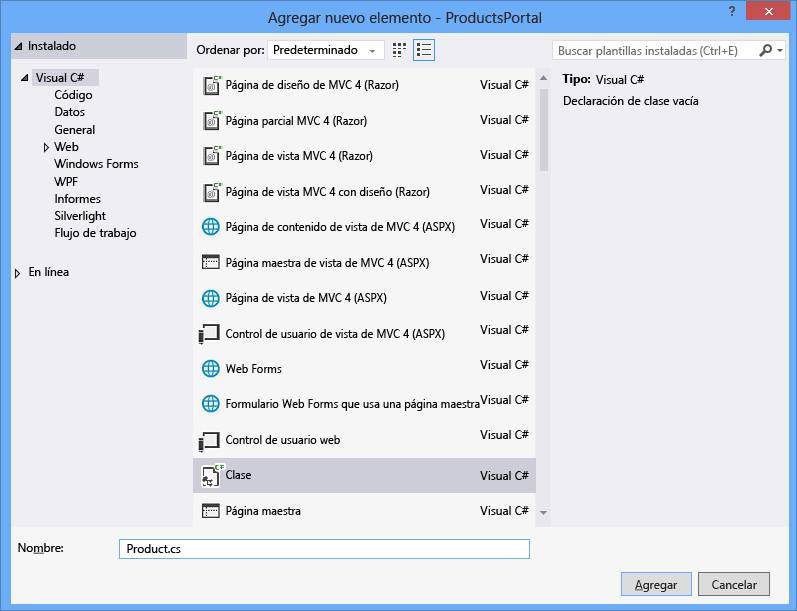 Agregar nuevo elemento - ProductsPortal
?
Instalado
Ordenar por: Predeterminado
Buscar plantillas instaladas (Ctrl+E)
Visual C#
Código
Datos
General
Web
Windows Forms
WPF
Informes
Silverlight
Flujo de trabajo
En línea
Página de diseño de MVC 4 (Razor) Visual C#
Página parcial MVC 4 (Razor) Visual C#
Página de vista MVC 4 (Razor) Visual C#
Página de vista MVC 4 con diseño (Razor) Visual C#
Página de contenido de vista de MVC 4 (ASPX) Visual C#
Página maestra de vista de MVC 4 (ASPX) Visual C#
Página de vista de MVC 4 (ASPX) Visual C#
Control de usuario de vista de MVC 4 (ASPX) Visual C#
Web Forms Visual C#
Formulario Web Forms que usa una página maestra Visual C#
Control de usuario web Visual C#
Clase Visual C#
Página maestra Visual C#
Tipo: Visual C#
Declaración de clase vacía
Nombre: Product.cs
Agregar Cancelar